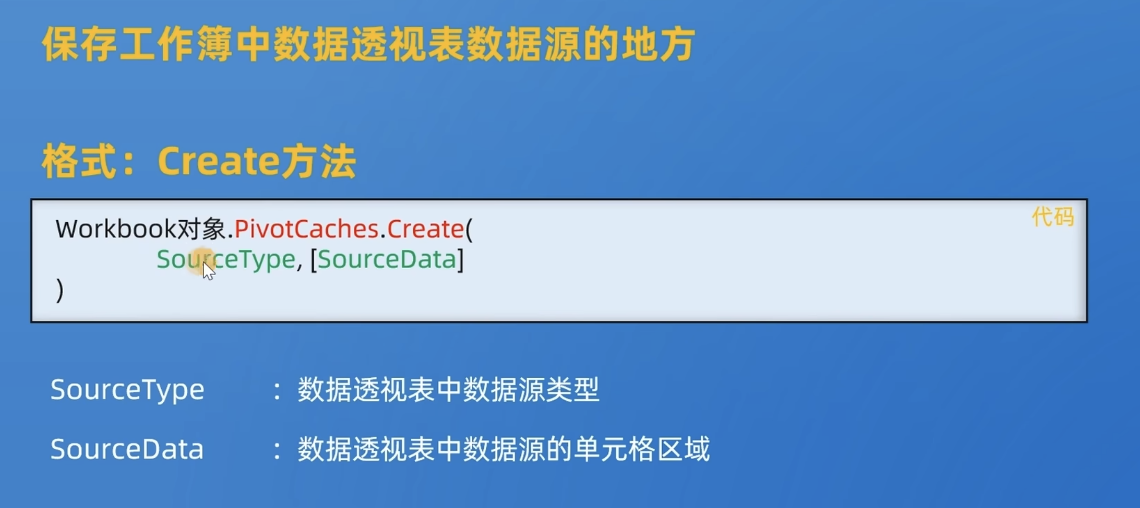 保存工作簿中数据透视表数据源的地方
格式：Create方法
代码
Workbook对象.PivotCaches.Create(
SourceType, [SourceData]
)
SourceType ：数据透视表中数据源类型
SourceData ：数据透视表中数据源的单元格区域